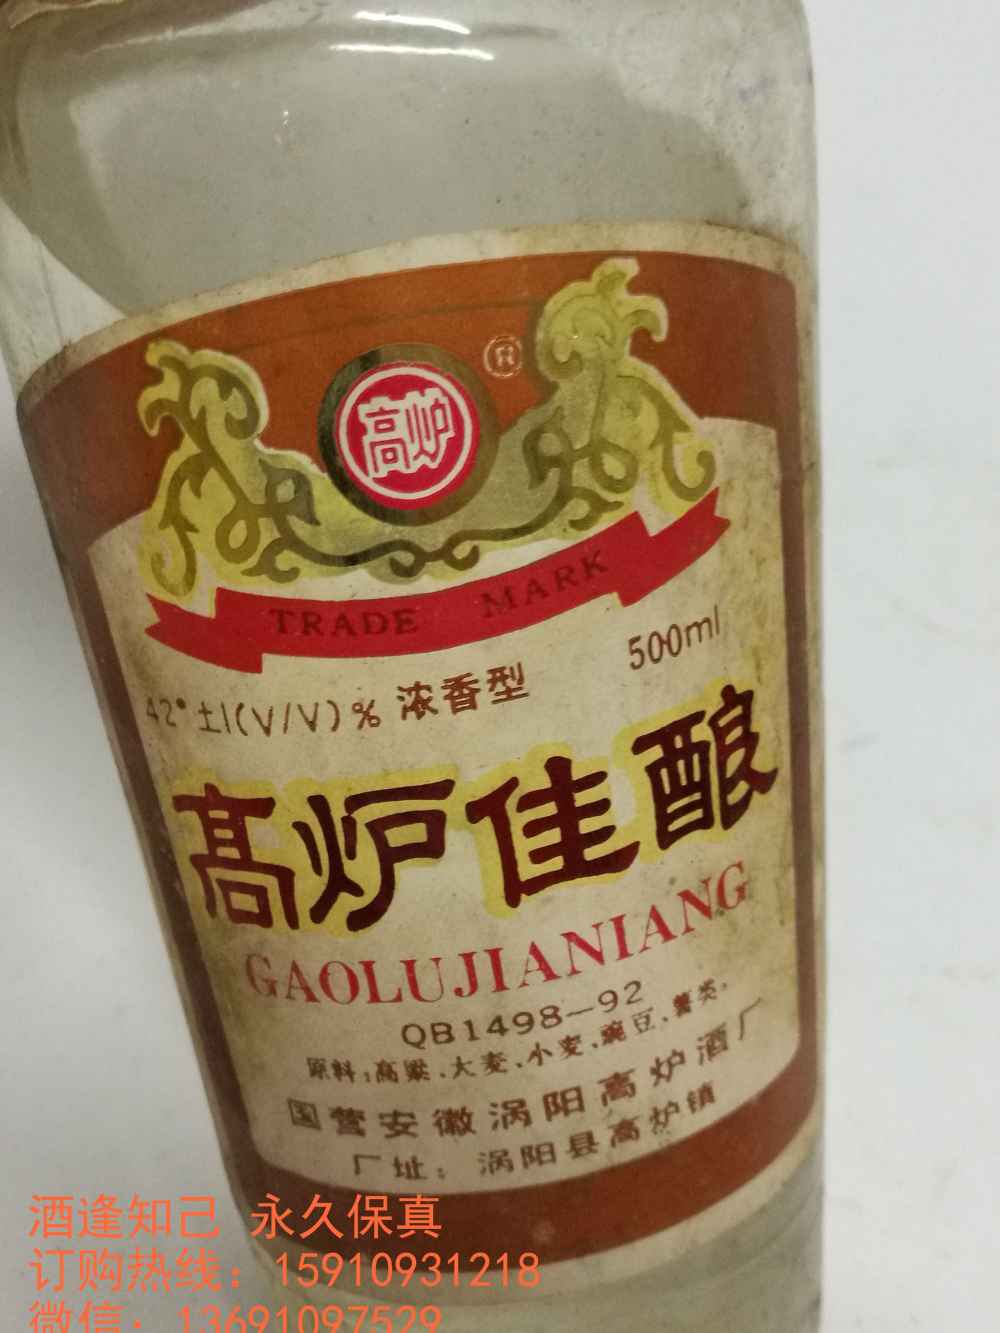 高炉
®
TRADE MARK
500ml
42°±1(V/V)% 浓香型
高炉佳酿
GAOLUJIANIANG
QB1498-92
原料：高粱、大麦、小麦、豌豆、薯类。
国营安徽涡阳高炉酒厂
厂址：涡阳县高炉镇
酒逢知己 永久保真
订购热线：15910931218
微信：13691097529